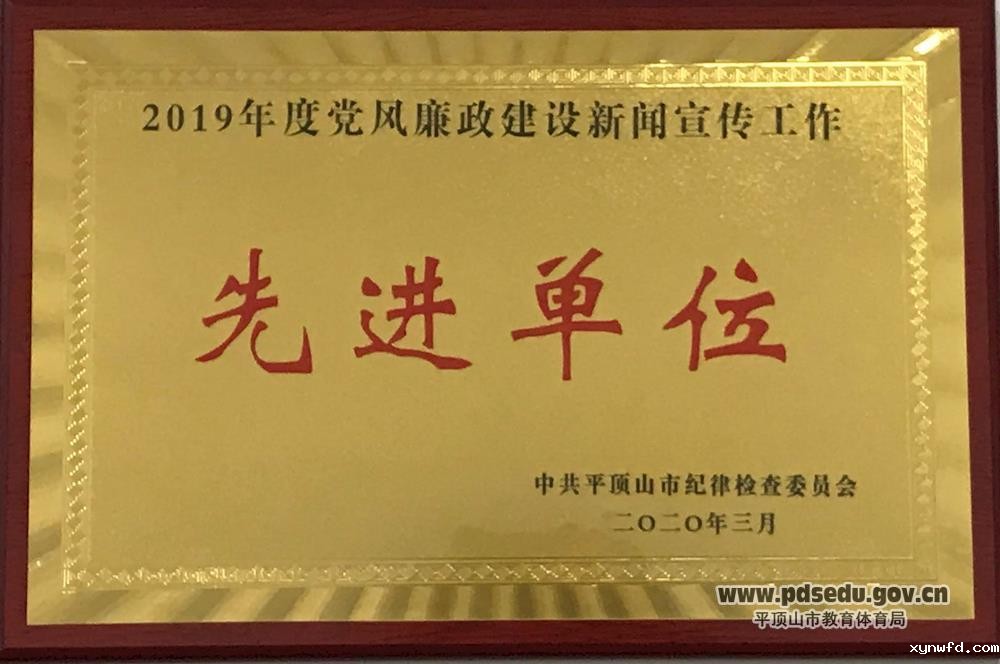 2019年度党风廉政建设新闻宣传工作
先进单位
中共平顶山市纪律检查委员会
二〇二〇年三月
www.pdsedu.gov.cn
平顶山市教育体育局
xynwfd.com